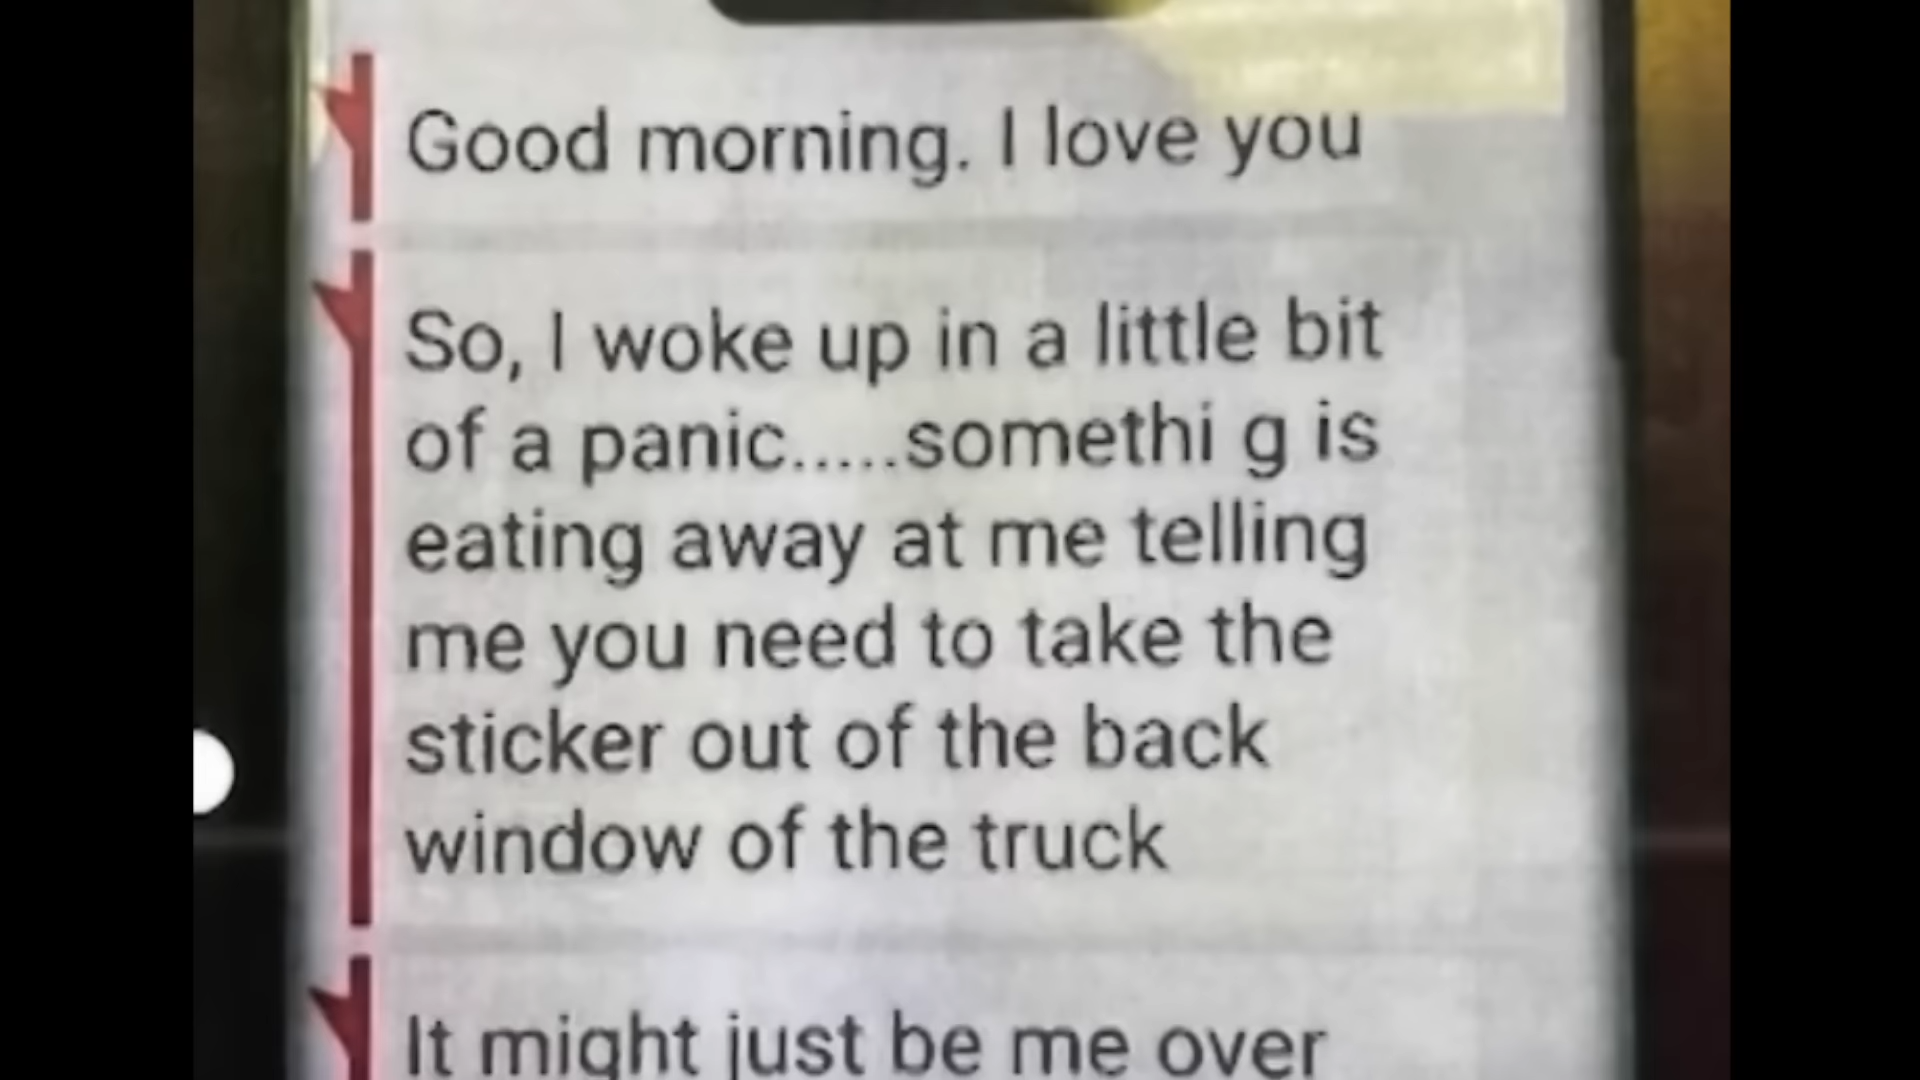 Good morning. I love you
So, I woke up in a little bit
of a panic.....somethi g is
eating away at me telling
me you need to take the
sticker out of the back
window of the truck
It might just be me over